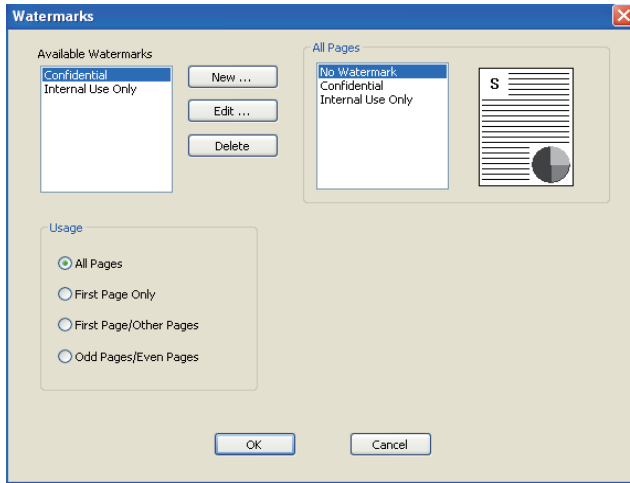 Watermarks
Available Watermarks
Confidential
Internal Use Only
New ...
Edit ...
Delete
All Pages
No Watermark
Confidential
Internal Use Only
S
Usage
All Pages
First Page Only
First Page/Other Pages
Odd Pages/Even Pages
OK
Cancel